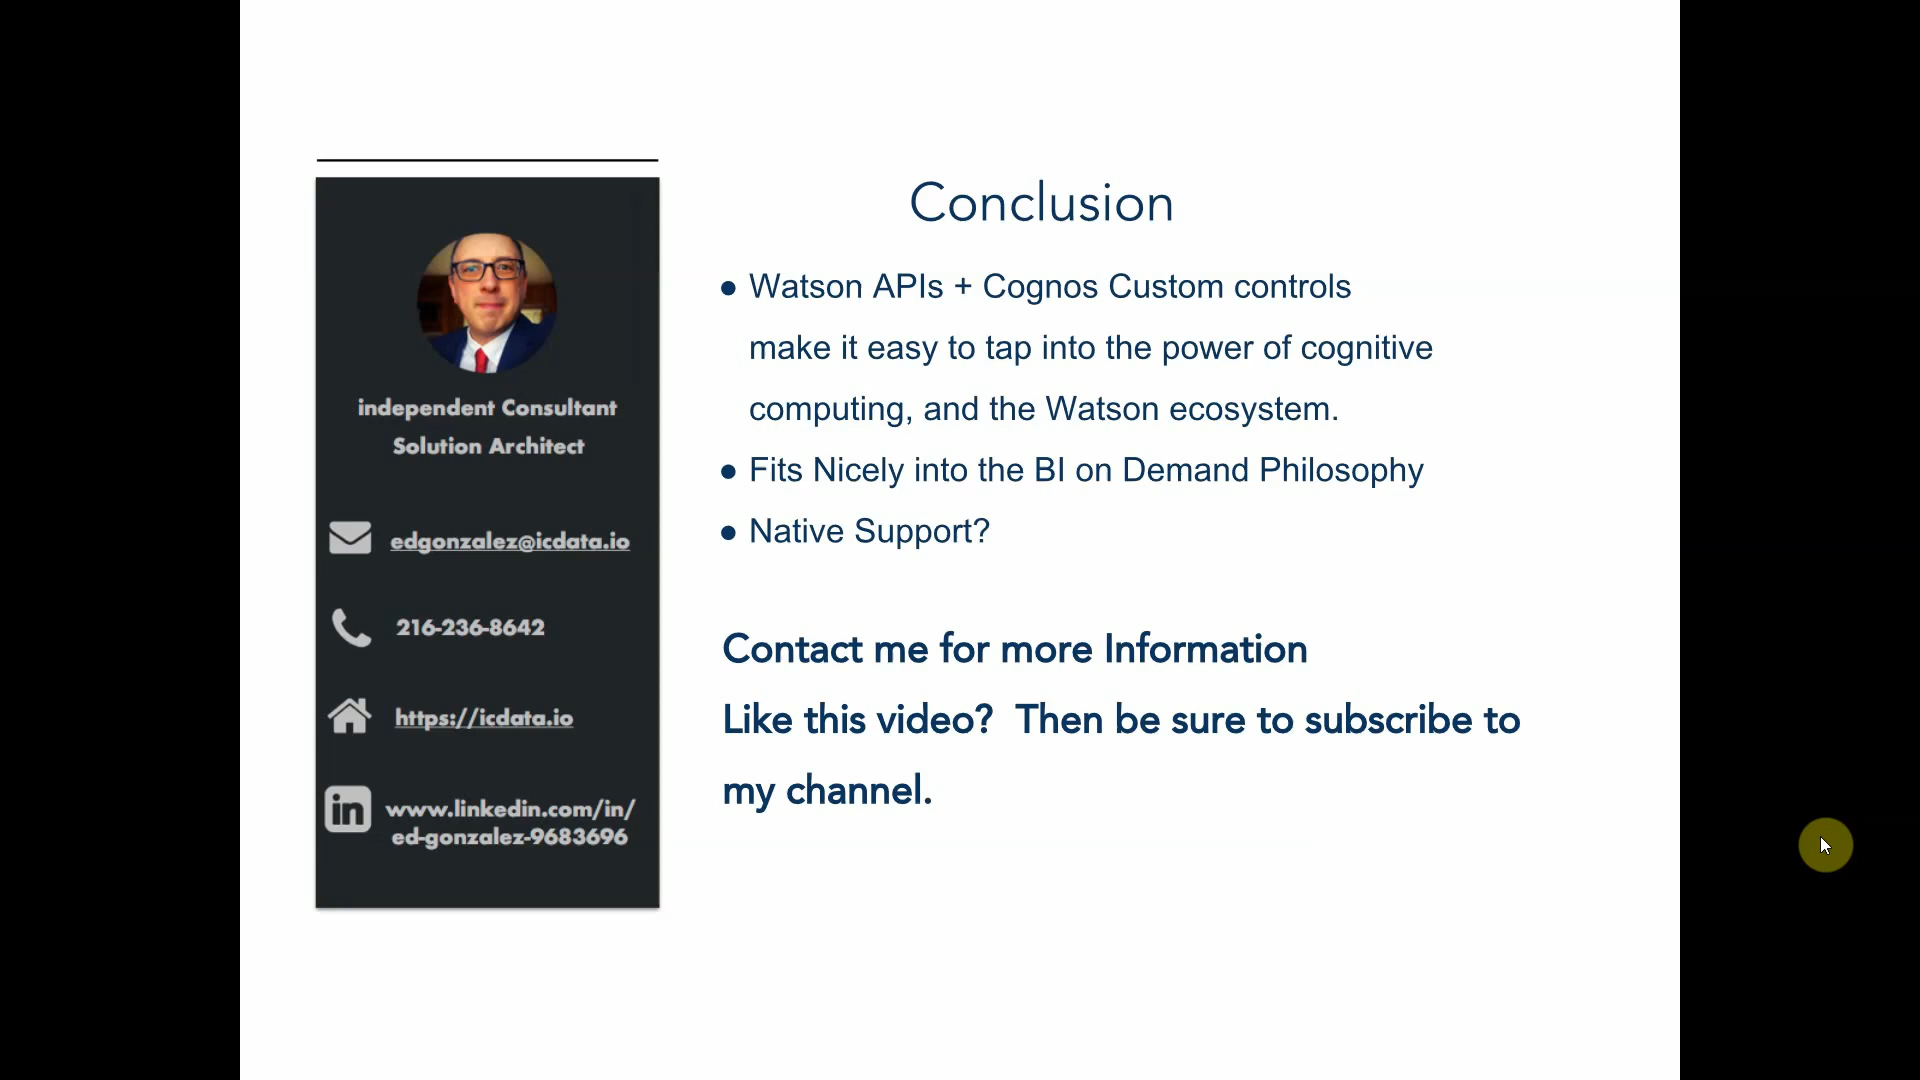 independent Consultant
Solution Architect
edgonzalez@icdata.io
216-236-8642
https://icdata.io
in
www.linkedin.com/in/
ed-gonzalez-9683696
Conclusion
● Watson APIs + Cognos Custom controls
make it easy to tap into the power of cognitive
computing, and the Watson ecosystem.
● Fits Nicely into the BI on Demand Philosophy
● Native Support?
Contact me for more Information
Like this video? Then be sure to subscribe to
my channel.